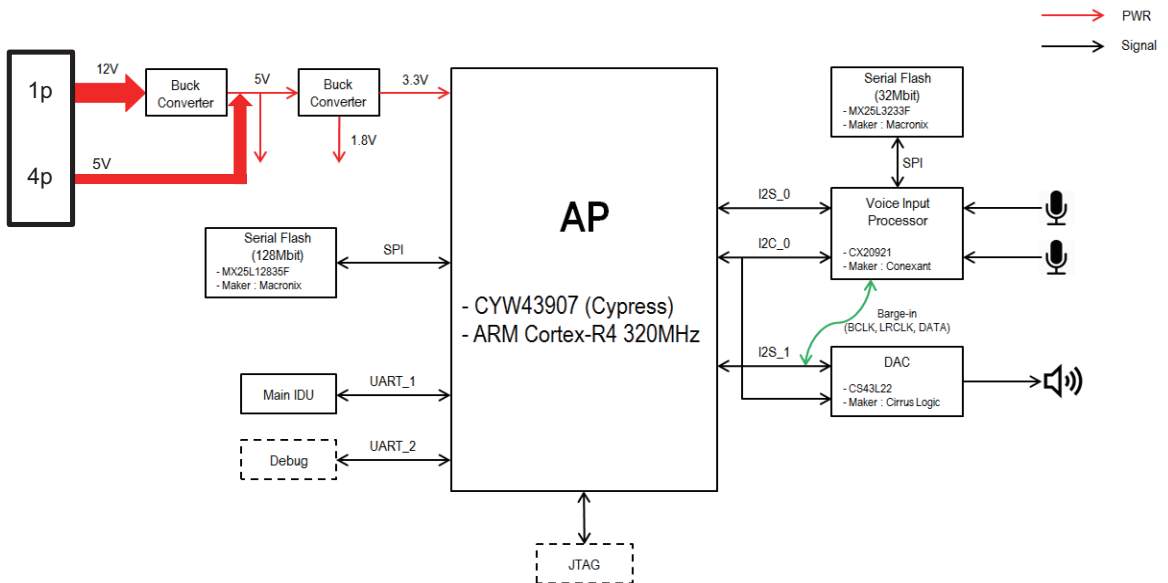 PWR
Signal
1p
4p
12V
Buck
Converter
5V
Buck
Converter
3.3V
1.8V
5V
Serial Flash
(128Mbit)
- MX25L12835F
- Maker : Macronix
SPI
Main IDU
UART_1
Debug
UART_2
AP
- CYW43907 (Cypress)
- ARM Cortex-R4 320MHz
JTAG
Serial Flash
(32Mbit)
- MX25L3233F
- Maker : Macronix
SPI
I2S_0
I2C_0
Voice Input
Processor
- CX20921
- Maker : Conexant
Barge-in
(BCLK, LRCLK, DATA)
I2S_1
DAC
- CS43L22
- Maker : Cirrus Logic